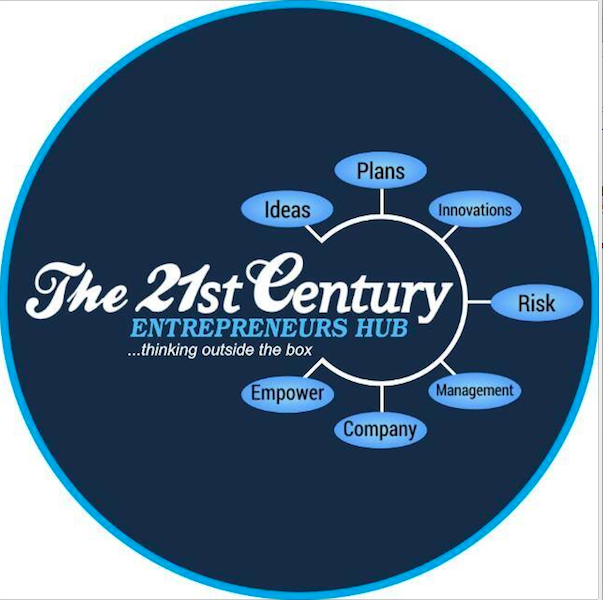 Plans
Ideas
Innovations
The 21st Century
Risk
ENTREPRENEURS HUB
...thinking outside the box
Empower
Management
Company